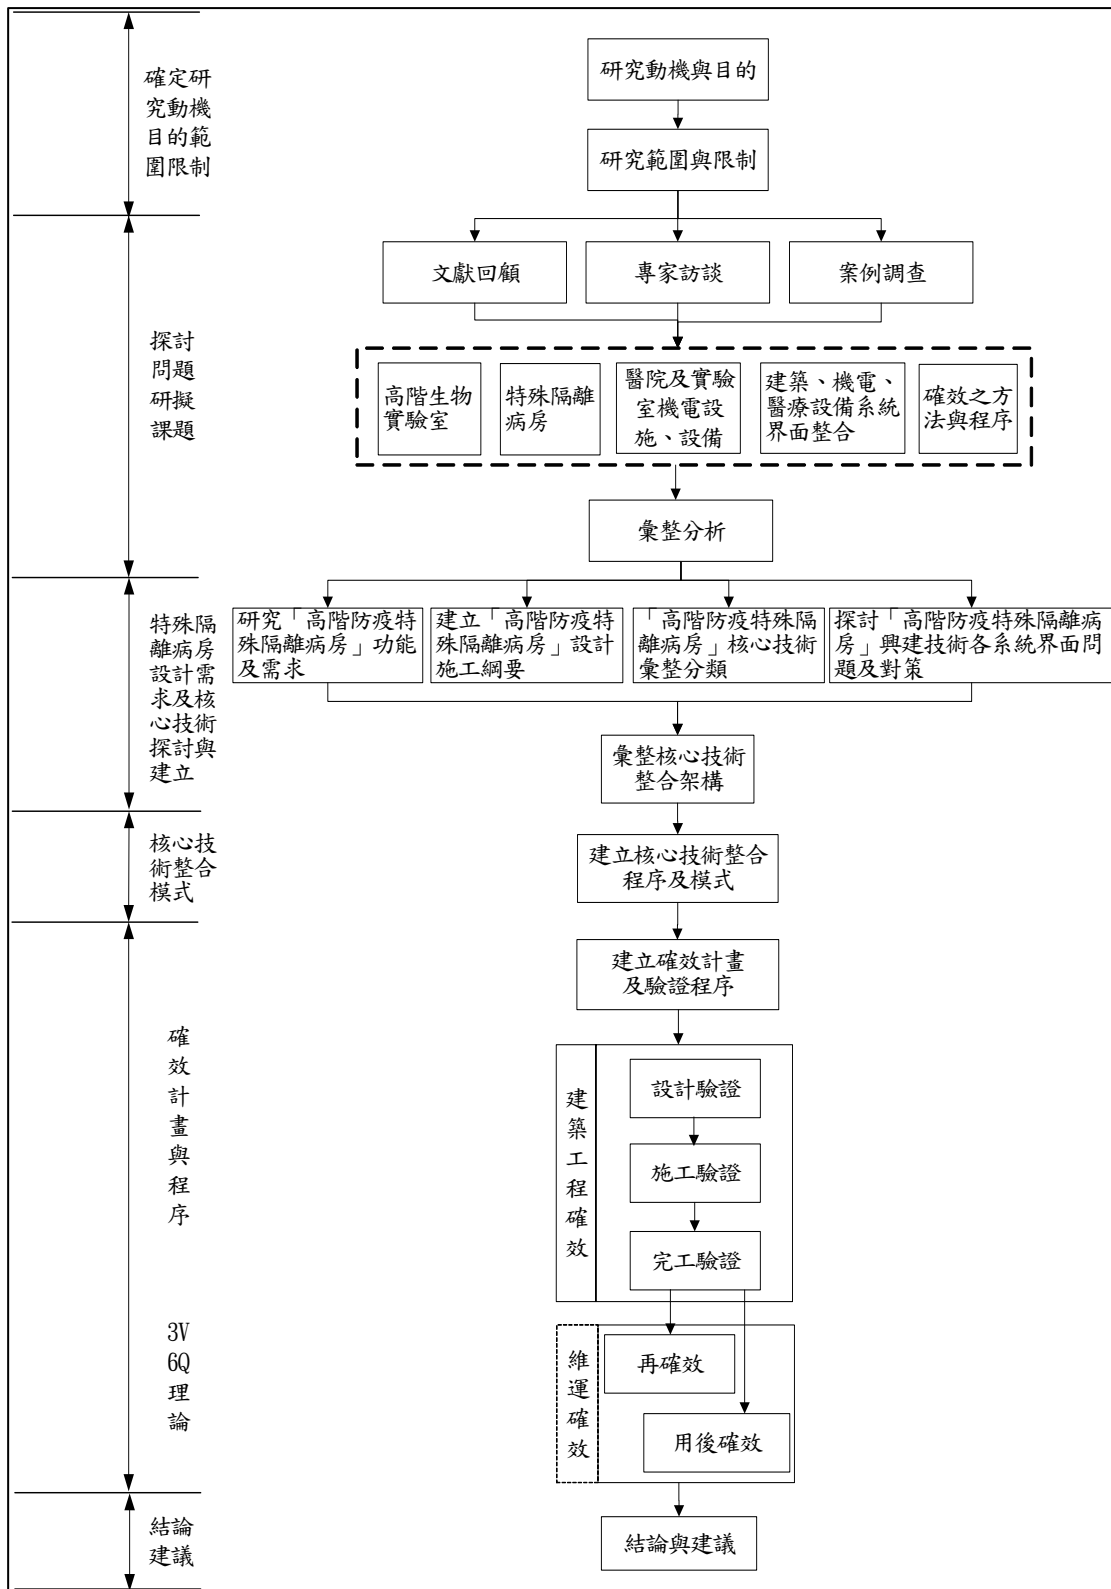 確定研
究動機
目的範
圍限制
研究動機與目的
研究範圍與限制
探討
問題
研擬
課題
文獻回顧
專家訪談
案例調查
高階生物
實驗室
特殊隔離
病房
醫院及實驗
室機電設
施、設備
建築、機電、
醫療設備系統
界面整合
確效之方
法與程序
彙整分析
特殊隔
離病房
設計需
求及核
心技術
探討與
建立
研究「高階防疫特
殊隔離病房」功能
及需求
建立「高階防疫特
殊隔離病房」設計
施工綱要
「高階防疫特殊隔
離病房」核心技術
彙整分類
探討「高階防疫特殊隔離病
房」興建技術各系統界面問
題及對策
彙整核心技術
整合架構
核心技
術整合
模式
建立核心技術整合
程序及模式
確
效
計
畫
與
程
序
3V
6Q
理
論
建立確效計畫
及驗證程序
建
築
工
程
確
效
設計驗證
施工驗證
完工驗證
維
運
確
效
再確效
用後確效
結論
建議
結論與建議